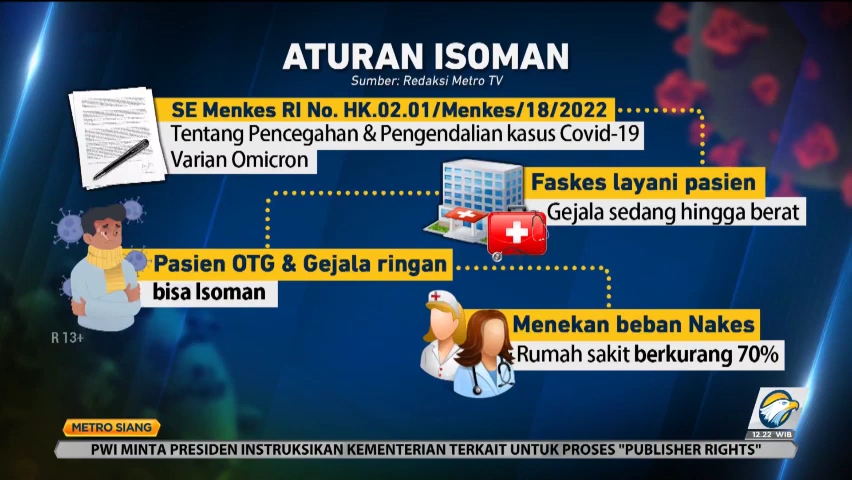 ATURAN ISOMAN
Sumber: Redaksi Metro TV
SE Menkes RI No. HK.02.01/Menkes/18/2022
Tentang Pencegahan & Pengendalian kasus Covid-19
Varian Omicron
Faskes layani pasien
Gejala sedang hingga berat
Pasien OTG & Gejala ringan
bisa Isoman
R 13+
Menekan beban Nakes
Rumah sakit berkurang 70%
METRO SIANG
12.22 WIB
PWI MINTA PRESIDEN INSTRUKSIKAN KEMENTERIAN TERKAIT UNTUK PROSES "PUBLISHER RIGHTS"